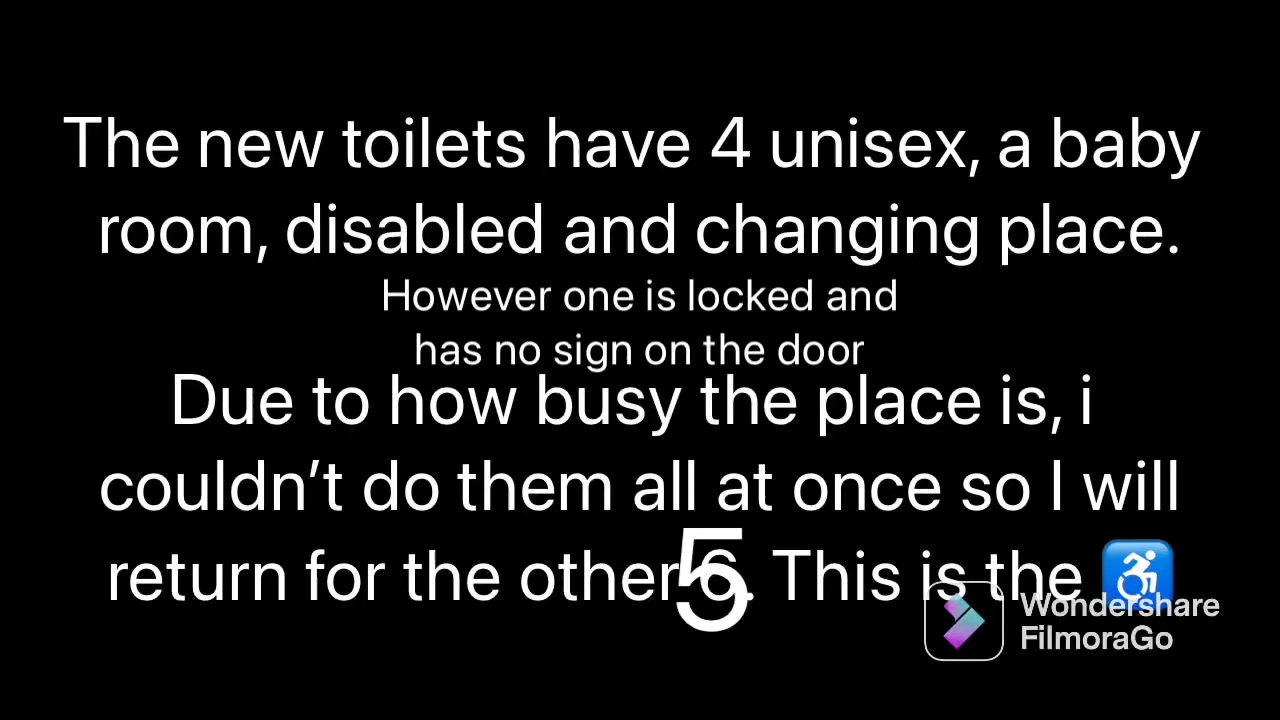 The new toilets have 4 unisex, a baby
room, disabled and changing place.
However one is locked and
has no sign on the door
Due to how busy the place is, i
couldn’t do them all at once so I will
return for the other 6. This is the ♿
5
Wondershare
FilmoraGo